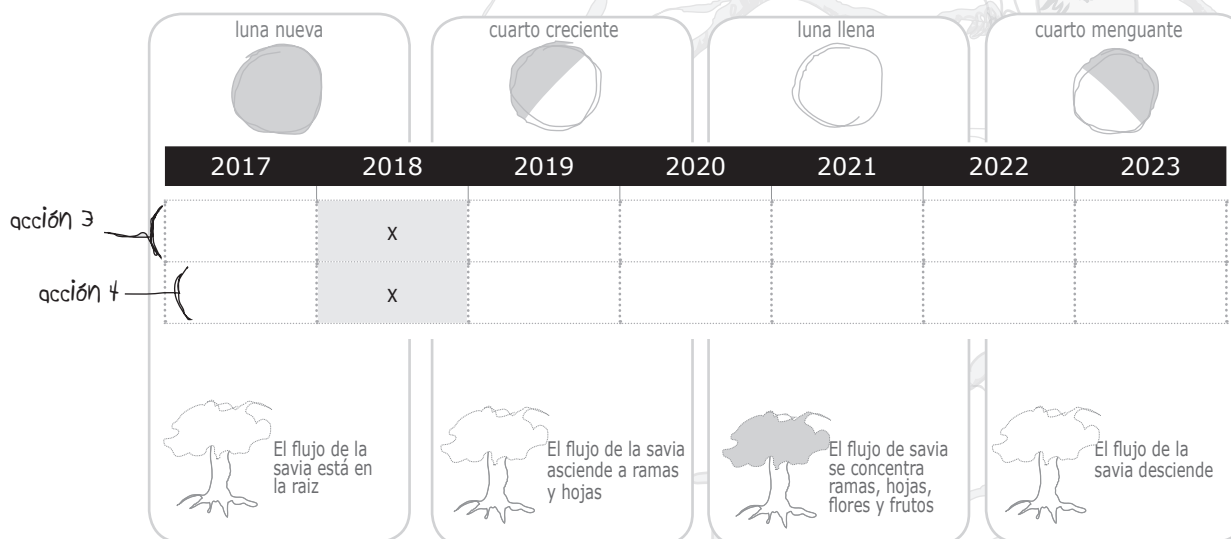 luna nueva
cuarto creciente
luna llena
cuarto menguante
2017 2018 2019 2020 2021 2022 2023
acción 3
x
acción 4
x
El flujo de la
savia está en
la raiz
El flujo de la savia
asciende a ramas
y hojas
El flujo de savia
se concentra
ramas, hojas,
flores y frutos
El flujo de la
savia desciende